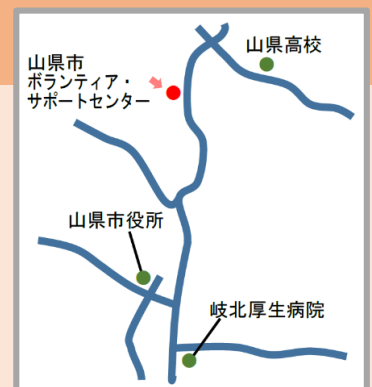 山県高校
山県市
ボランティア・
サポートセンター
山県市役所
岐北厚生病院